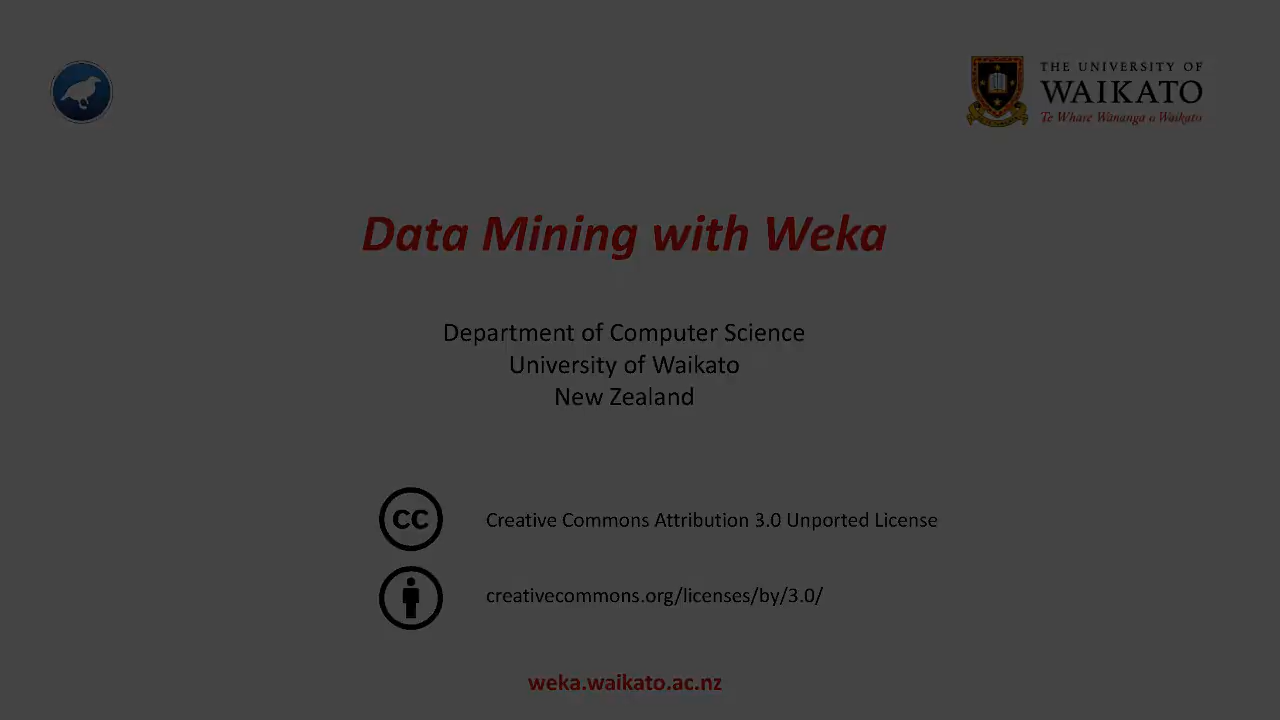 THE UNIVERSITY OF
WAIKATO
Te Whare Wānanga o Waikato
Data Mining with Weka
Department of Computer Science
University of Waikato
New Zealand
CC
Creative Commons Attribution 3.0 Unported License
creativecommons.org/licenses/by/3.0/
weka.waikato.ac.nz